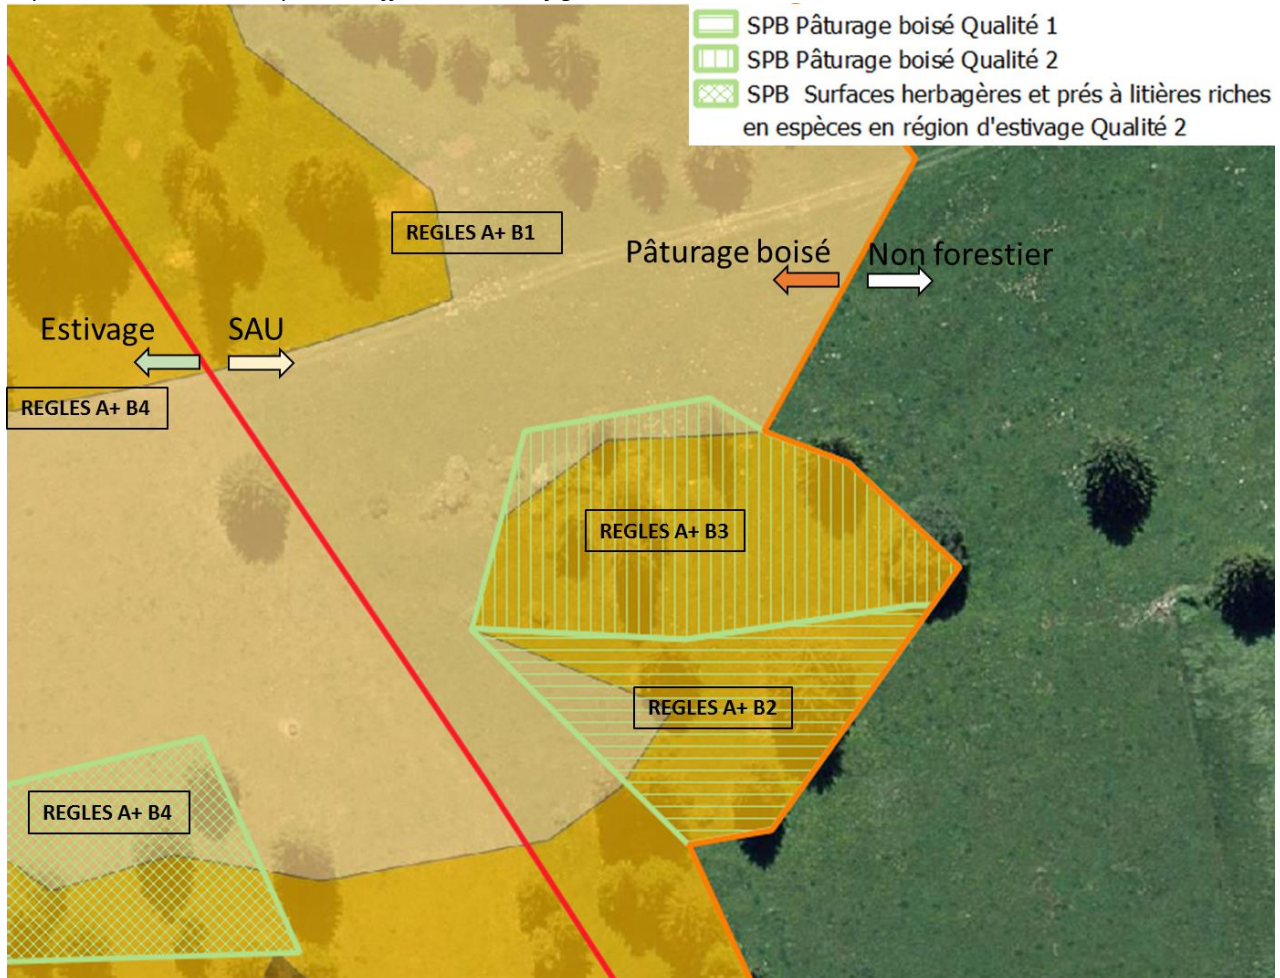 SPB Pâturage boisé Qualité 1
SPB Pâturage boisé Qualité 2
SPB Surfaces herbagères et prés à litières riches
en espèces en région d'estivage Qualité 2
REGLES A+ B1
Pâturage boisé
Non forestier
Estivage
SAU
REGLES A+ B4
REGLES A+ B3
REGLES A+ B2
REGLES A+ B4